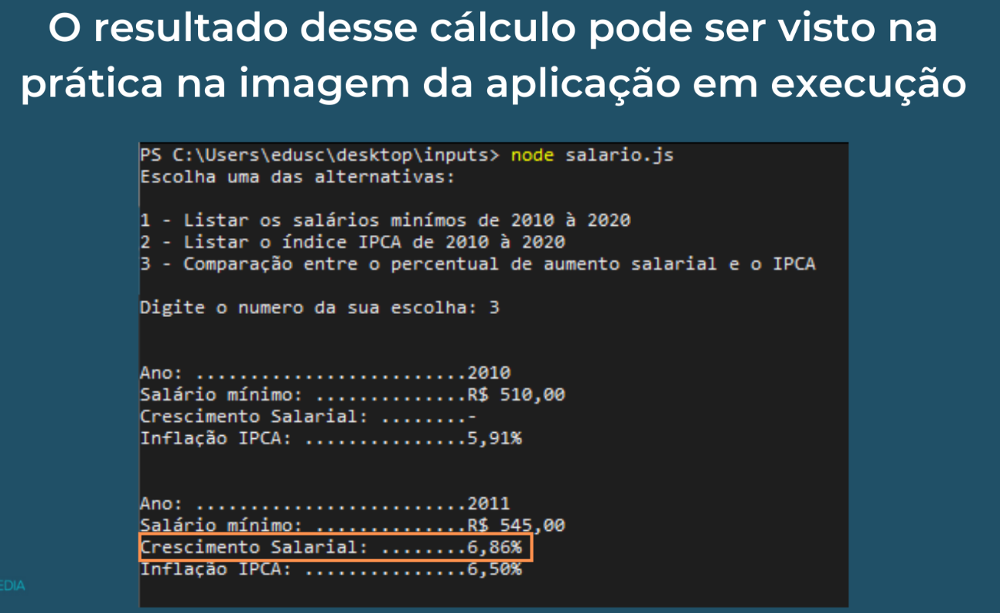 O resultado desse cálculo pode ser visto na
prática na imagem da aplicação em execução
PS C:\Users\edusc\desktop\inputs> node salario.js
Escolha uma das alternativas:
1 - Listar os salários minímos de 2010 à 2020
2 - Listar o índice IPCA de 2010 à 2020
3 - Comparação entre o percentual de aumento salarial e o IPCA
Digite o numero da sua escolha: 3
Ano: .........................2010
Salário mínimo: ..............R$ 510,00
Crescimento Salarial: ........-
Inflação IPCA: ...............5,91%
Ano: .........................2011
Salário mínimo: ..............R$ 545,00
Crescimento Salarial: ........6,86%
Inflação IPCA: ...............6,50%
EDIA